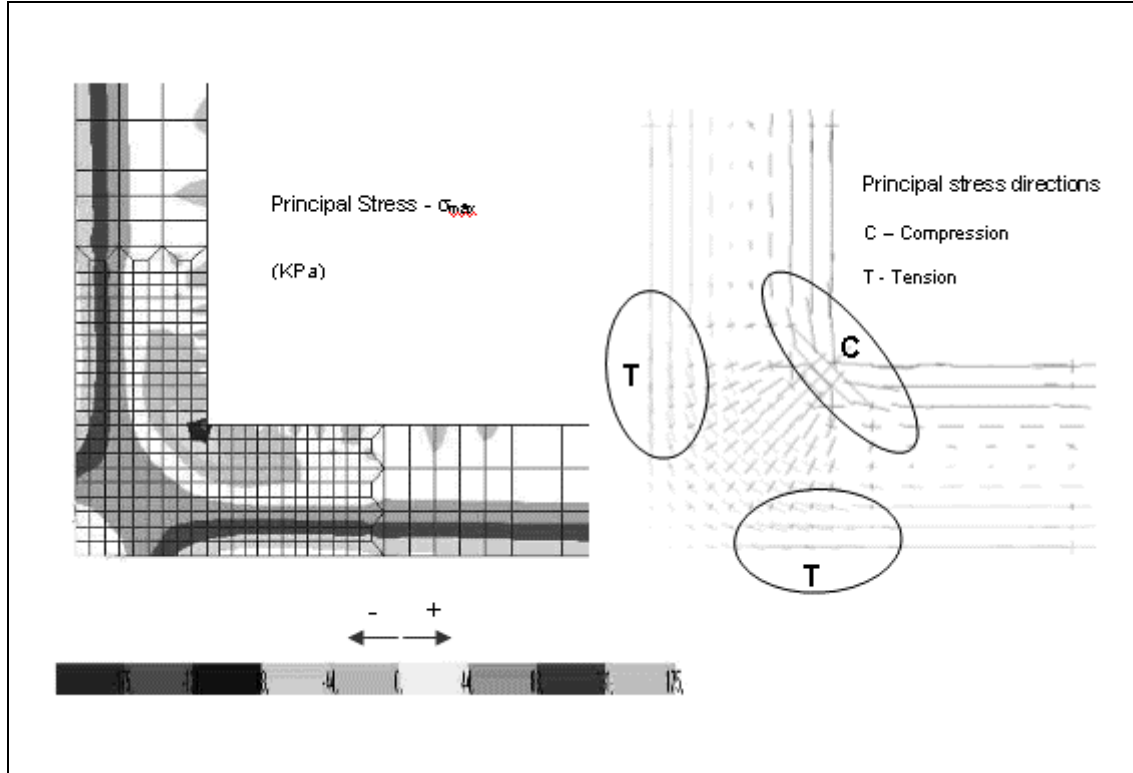 Principal Stress - σmax
(KPa)
Principal stress directions
C – Compression
T - Tension
C
T
T
- +